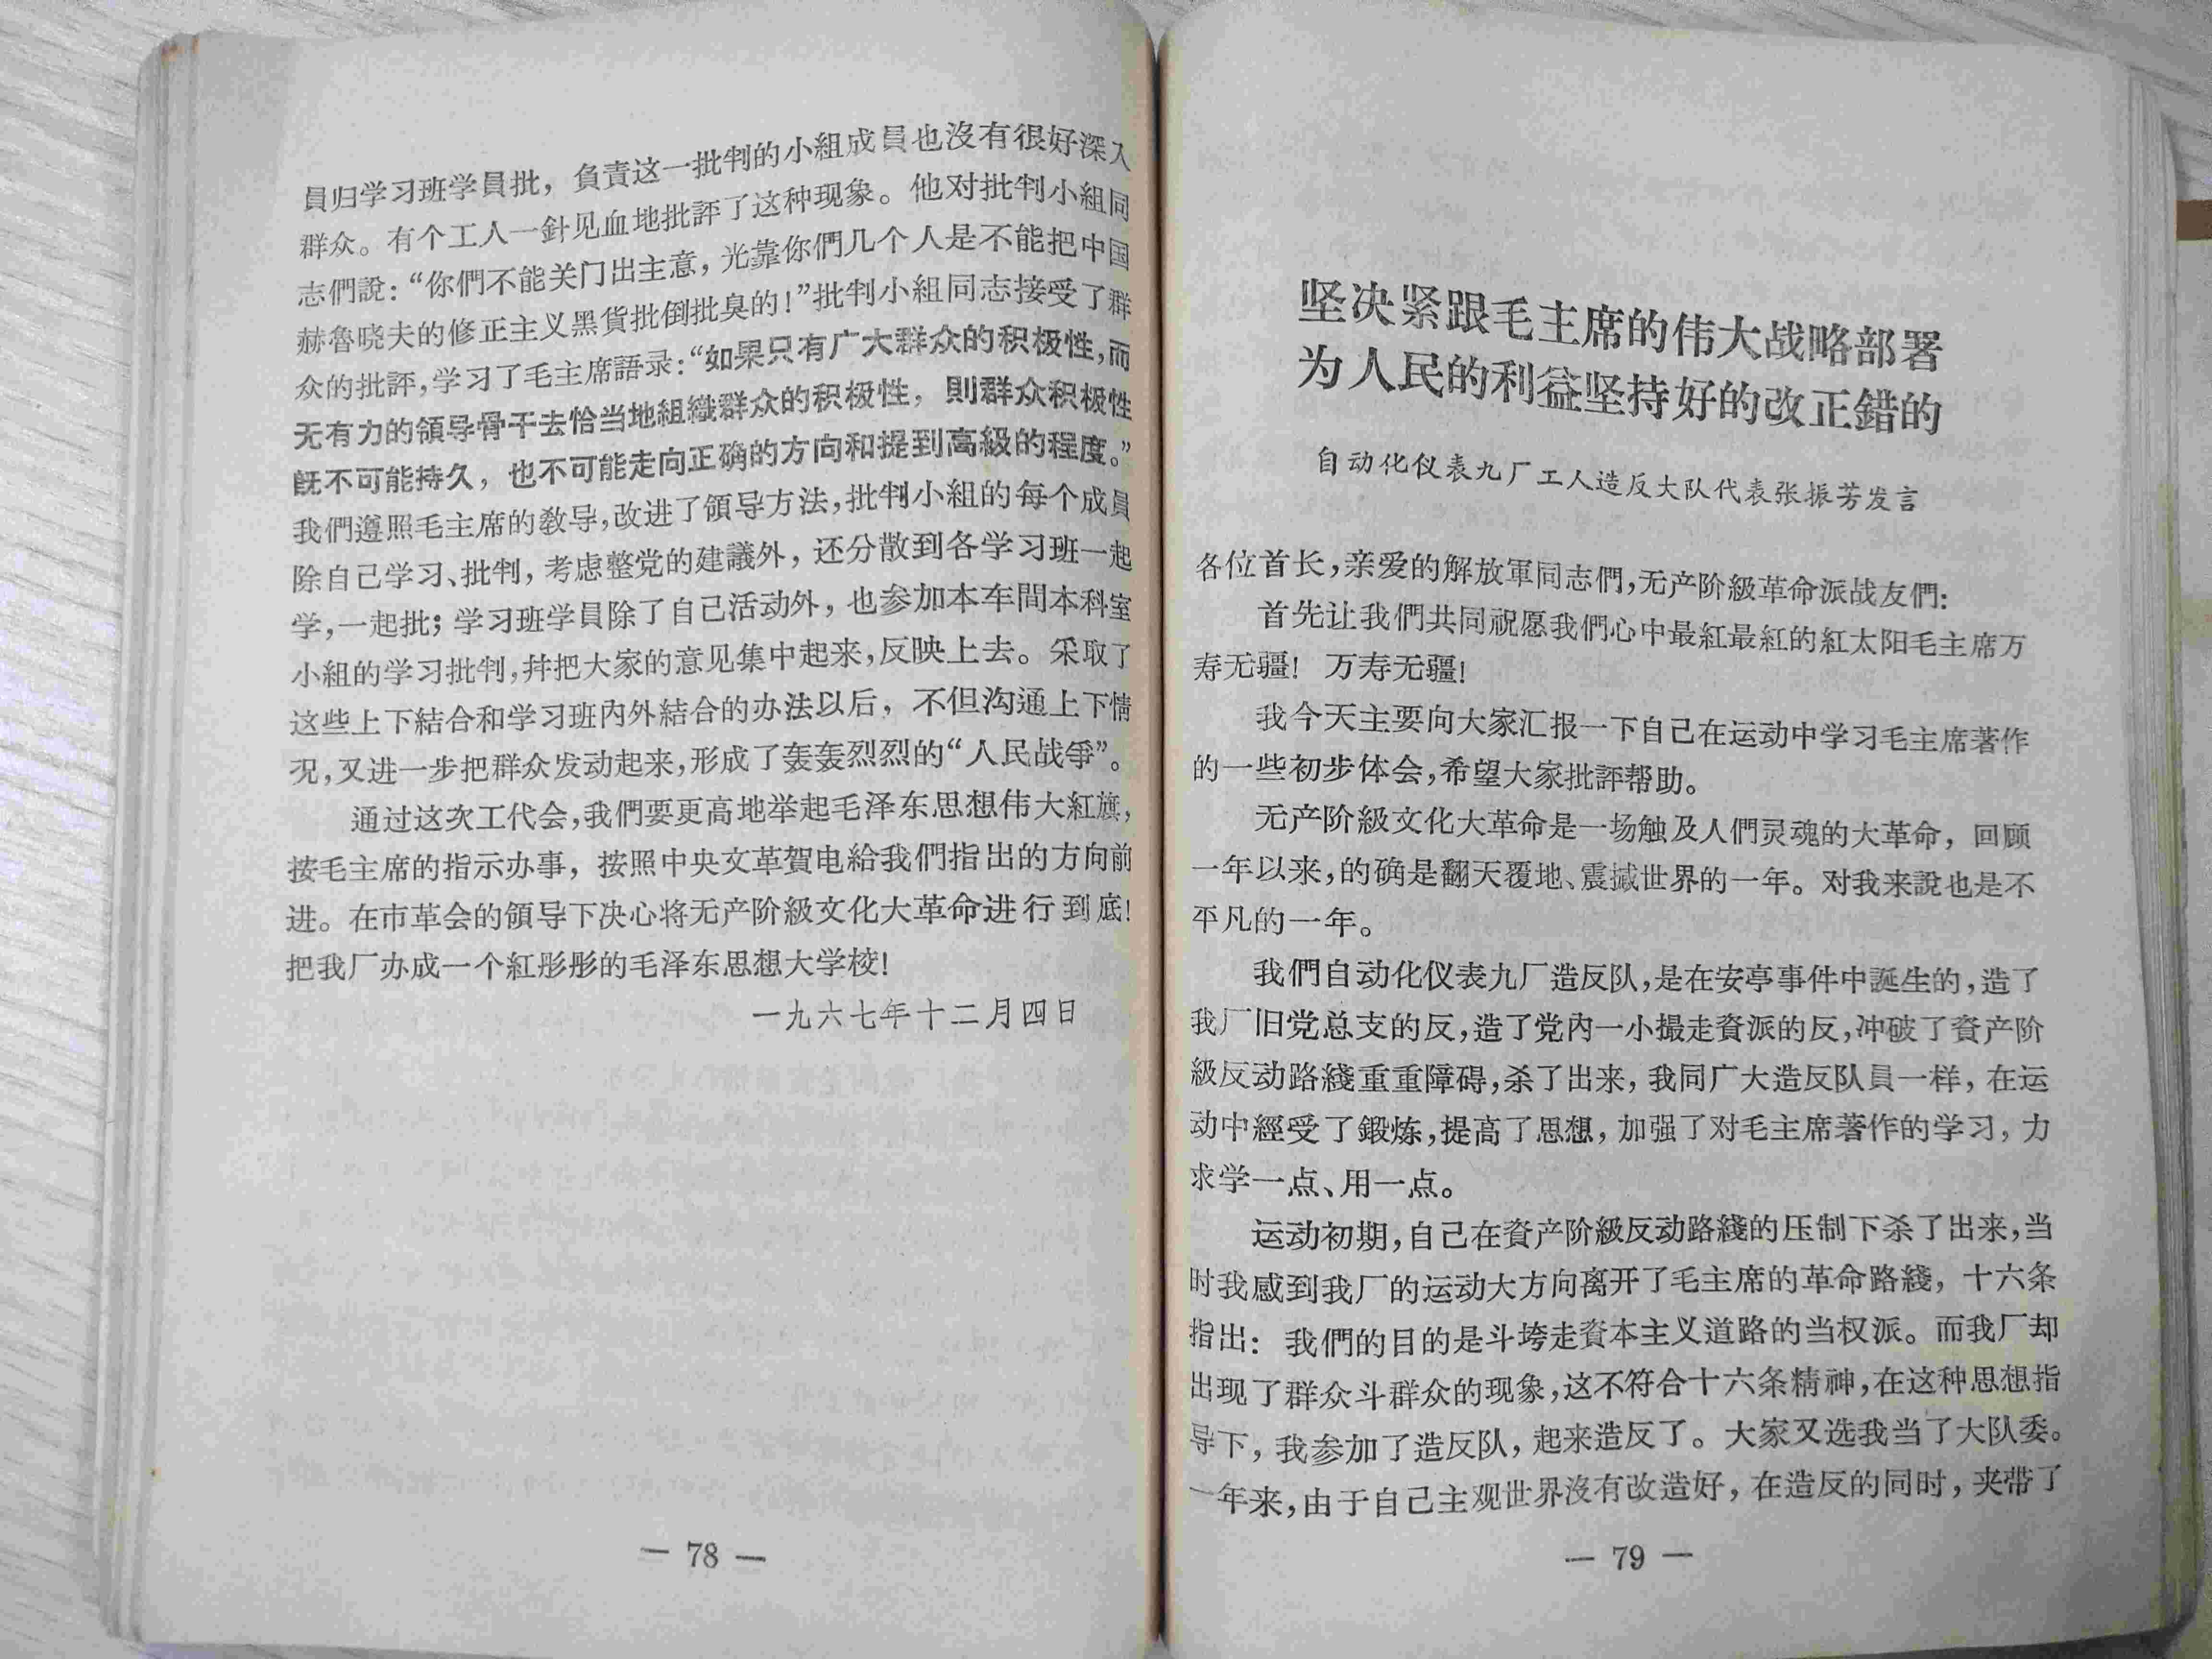 員归学习班学員批，負責这一批判的小組成員也沒有很好深入
群众。有个工人一針见血地批評了这种现象。他对批判小組同
志們說：“你們不能关门出主意，光靠你們几个人是不能把中国
赫魯晓夫的修正主义黑貨批倒批臭的！”批判小組同志接受了群
众的批評，学习了毛主席語录：“如果只有广大群众的积极性，而
无有力的領导骨干去恰当地組織群众的积极性，則群众积极性
既不可能持久，也不可能走向正确的方向和提到高級的程度。”
我們遵照毛主席的教导，改进了領导方法，批判小組的每个成員
除自己学习、批判，考虑整党的建議外，还分散到各学习班一起
学，一起批；学习班学員除了自己活动外，也参加本车間本科室
小組的学习批判，幷把大家的意见集中起来，反映上去。采取了
这些上下結合和学习班內外結合的办法以后，不但沟通上下情
况，又进一步把群众发动起来，形成了轰轰烈烈的“人民战爭”。
通过这次工代会，我們要更高地举起毛泽东思想伟大紅旗，
按毛主席的指示办事，按照中央文革賀电給我們指出的方向前
进。在市革会的領导下决心将无产阶級文化大革命进行到底！
把我厂办成一个紅彤彤的毛泽东思想大学校！
一九六七年十二月四日
— 78 —
坚决紧跟毛主席的伟大战略部署
为人民的利益坚持好的改正錯的
自动化仪表九厂工人造反大队代表张振芳发言
各位首长，亲爱的解放軍同志們，无产阶級革命派战友們：
首先让我們共同祝愿我們心中最紅最紅的紅太阳毛主席万
寿无疆！ 万寿无疆！
我今天主要向大家汇报一下自己在运动中学习毛主席著作
的一些初步体会，希望大家批評帮助。
无产阶級文化大革命是一场触及人們灵魂的大革命，回顾
一年以来，的确是翻天覆地、震撼世界的一年。对我来說也是不
平凡的一年。
我們自动化仪表九厂造反队，是在安亭事件中誕生的，造了
我厂旧党总支的反，造了党內一小撮走資派的反，冲破了資产阶
級反动路綫重重障碍，杀了出来，我同广大造反队員一样，在运
动中經受了鍛炼，提高了思想，加强了对毛主席著作的学习，力
求学一点、用一点。
运动初期，自己在資产阶級反动路綫的压制下杀了出来，当
时我感到我厂的运动大方向离开了毛主席的革命路綫，十六条
指出：我們的目的是斗垮走資本主义道路的当权派。而我厂却
出现了群众斗群众的现象，这不符合十六条精神，在这种思想指
导下，我参加了造反队，起来造反了。大家又选我当了大队委。
一年来，由于自己主观世界沒有改造好，在造反的同时，夹带了
— 79 —